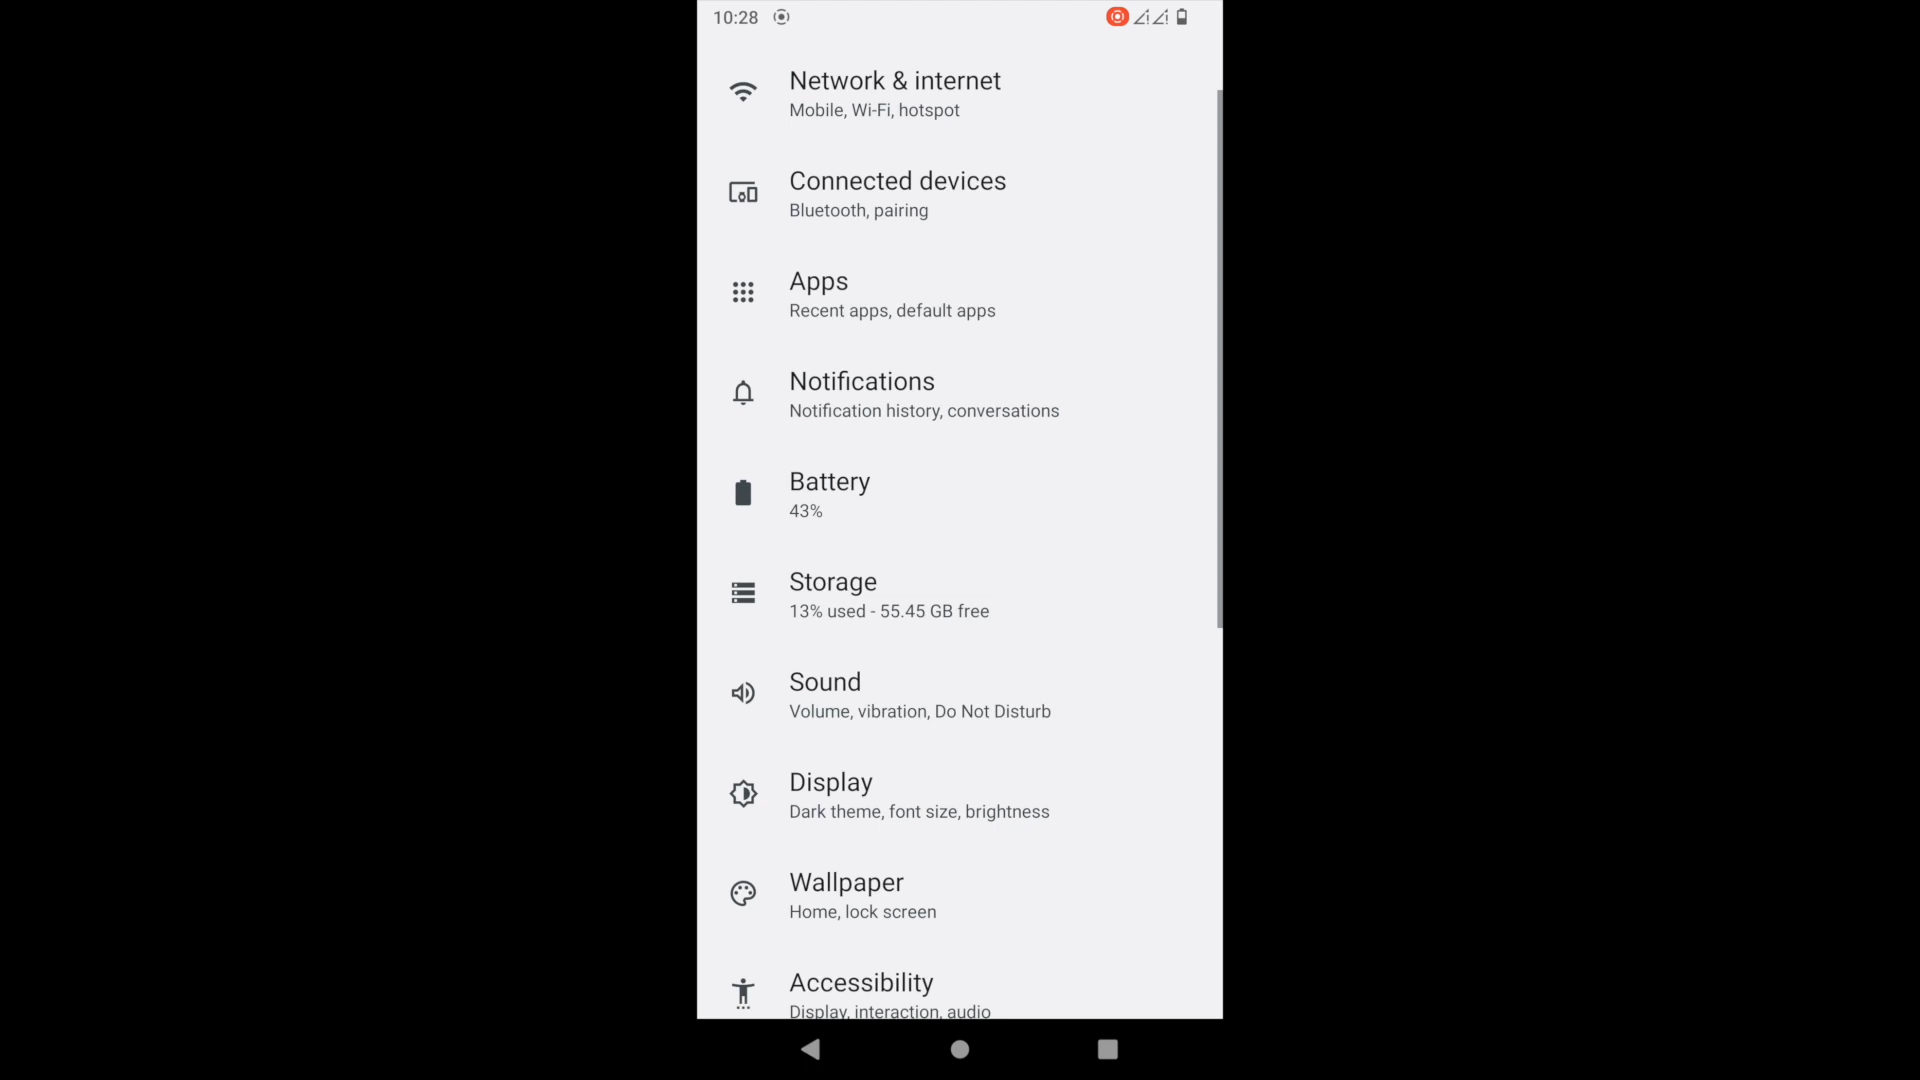 10:28
Network & internet
Mobile, Wi-Fi, hotspot
Connected devices
Bluetooth, pairing
Apps
Recent apps, default apps
Notifications
Notification history, conversations
Battery
43%
Storage
13% used - 55.45 GB free
Sound
Volume, vibration, Do Not Disturb
Display
Dark theme, font size, brightness
Wallpaper
Home, lock screen
Accessibility
Display, interaction, audio